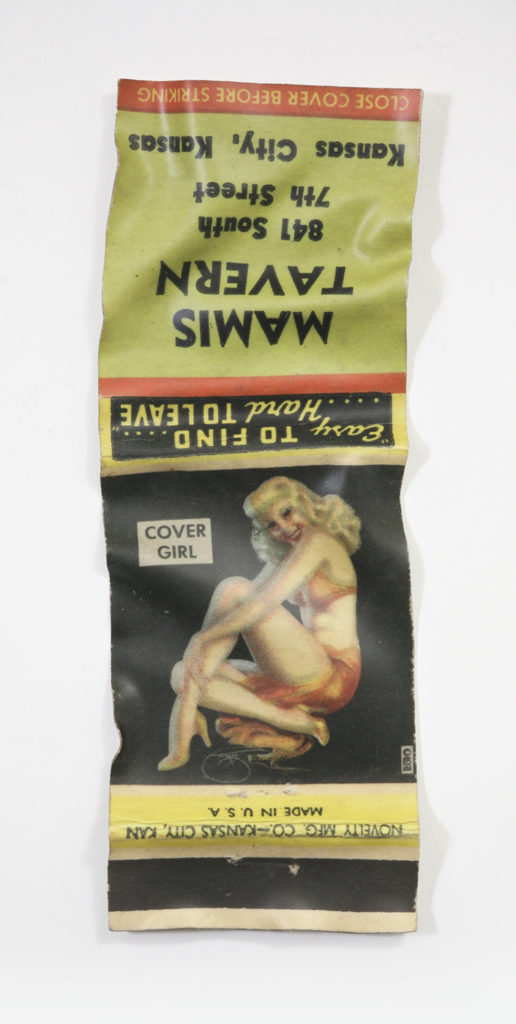 CLOSE COVER BEFORE STRIKING
MAMIS
TAVERN
841 South
7th Street
Kansas City, Kansas
"Easy TO FIND....
....Hard TO LEAVE"
COVER
GIRL
NOVELTY MFG. CO.—KANSAS CITY, KAN
MADE IN U. S. A.